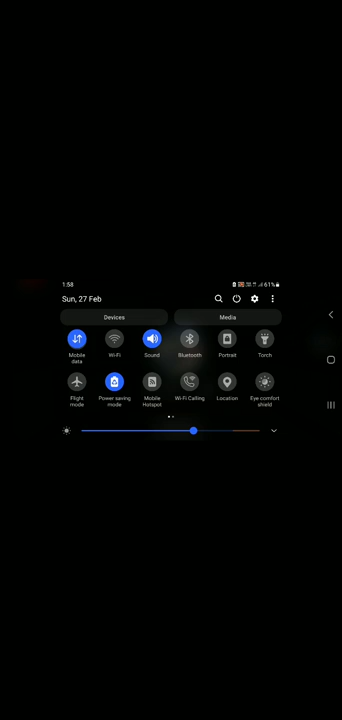 1:58
61%
Sun, 27 Feb
Devices
Media
Mobile data
Wi-Fi
Sound
Bluetooth
Portrait
Torch
Flight mode
Power saving mode
Mobile Hotspot
Wi-Fi Calling
Location
Eye comfort shield